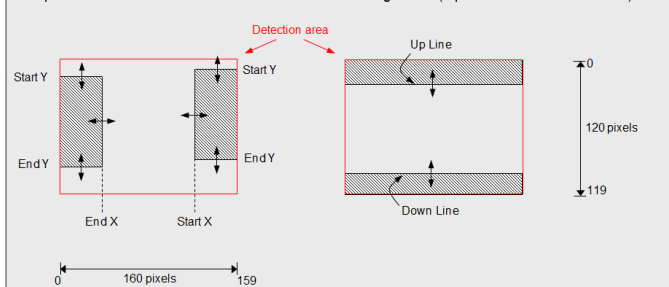 Detection area
Start Y
Start Y
End Y
End Y
End X
Start X
0
160 pixels
159
Up Line
Down Line
0
120 pixels
119